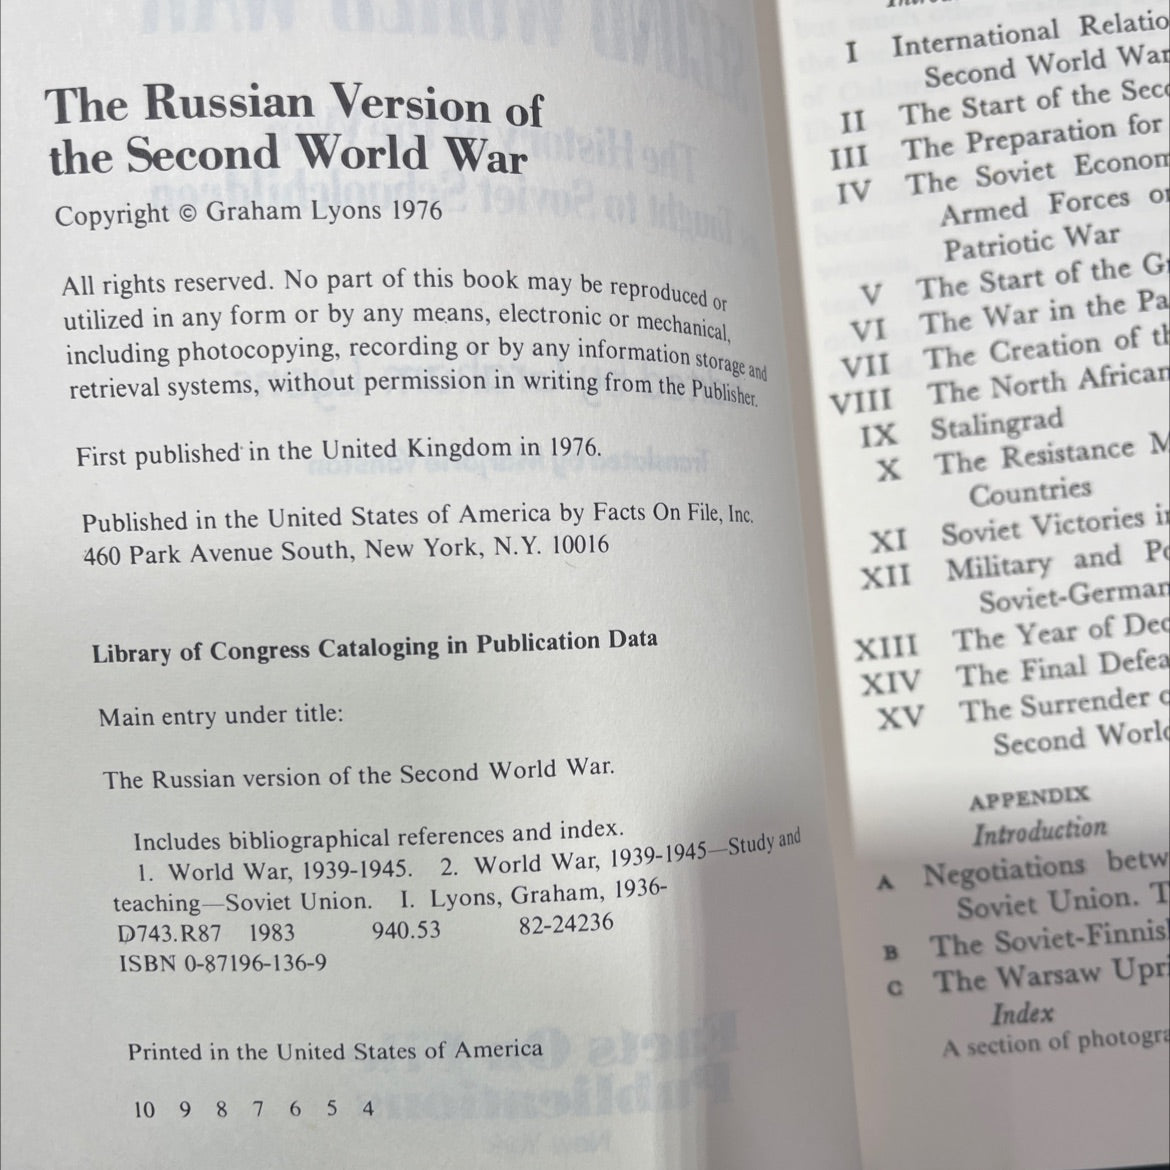 The Russian Version of
the Second World War
Copyright © Graham Lyons 1976
All rights reserved. No part of this book may be reproduced or
utilized in any form or by any means, electronic or mechanical,
including photocopying, recording or by any information storage and
retrieval systems, without permission in writing from the Publisher.
First published in the United Kingdom in 1976.
Published in the United States of America by Facts On File, Inc.
460 Park Avenue South, New York, N.Y. 10016
Library of Congress Cataloging in Publication Data
Main entry under title:
The Russian version of the Second World War.
Includes bibliographical references and index.
1. World War, 1939-1945. 2. World War, 1939-1945—Study and
teaching—Soviet Union. I. Lyons, Graham, 1936-
D743.R87 1983 940.53 82-24236
ISBN 0-87196-136-9
Printed in the United States of America
10 9 8 7 6 5 4
I International Relatio
Second World War
II The Start of the Seco
III The Preparation for
IV The Soviet Econom
Armed Forces on
Patriotic War
V The Start of the Gr
VI The War in the Pa
VII The Creation of th
VIII The North African
IX Stalingrad
X The Resistance M
Countries
XI Soviet Victories in
XII Military and Po
Soviet-German
XIII The Year of Dec
XIV The Final Defea
XV The Surrender o
Second World
APPENDIX
Introduction
A Negotiations betw
Soviet Union. T
B The Soviet-Finnis
C The Warsaw Upri
Index
A section of photogra